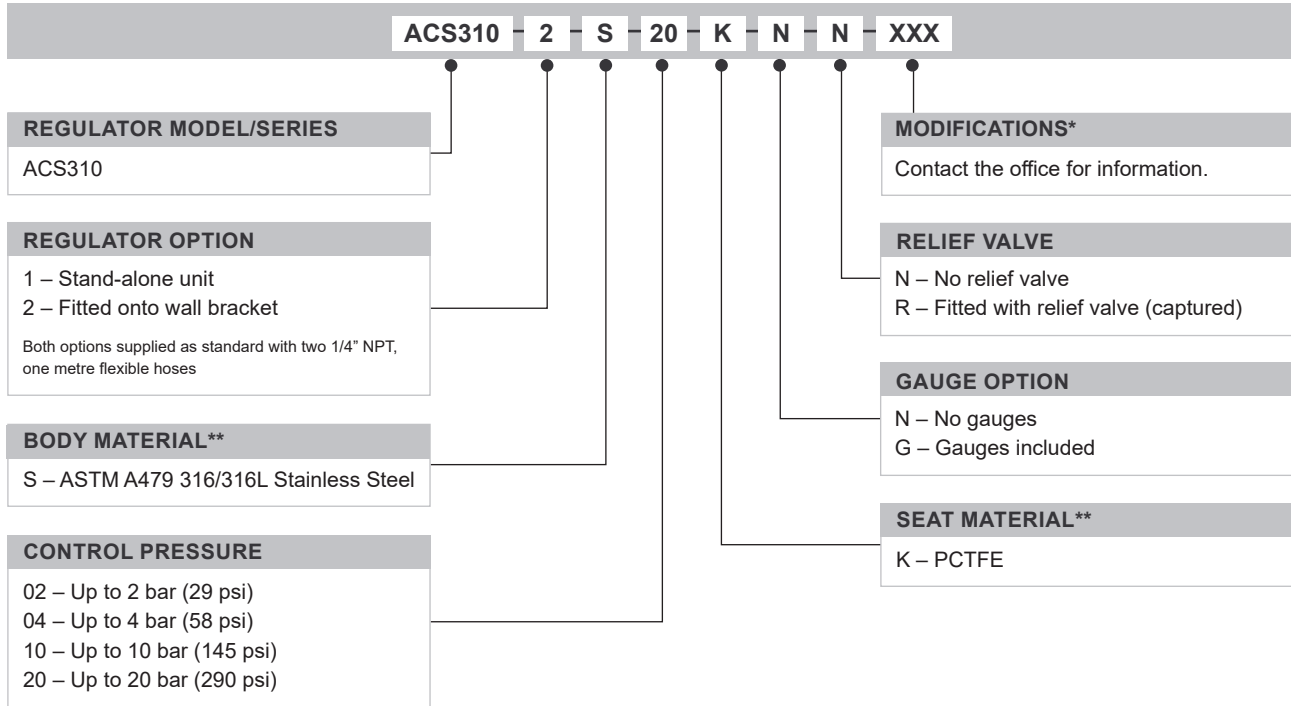 ACS310 2 S 20 K N N XXX
REGULATOR MODEL/SERIES
ACS310
REGULATOR OPTION
1 – Stand-alone unit
2 – Fitted onto wall bracket
Both options supplied as standard with two 1/4” NPT,
one metre flexible hoses
BODY MATERIAL**
S – ASTM A479 316/316L Stainless Steel
CONTROL PRESSURE
02 – Up to 2 bar (29 psi)
04 – Up to 4 bar (58 psi)
10 – Up to 10 bar (145 psi)
20 – Up to 20 bar (290 psi)
MODIFICATIONS*
Contact the office for information.
RELIEF VALVE
N – No relief valve
R – Fitted with relief valve (captured)
GAUGE OPTION
N – No gauges
G – Gauges included
SEAT MATERIAL**
K – PCTFE